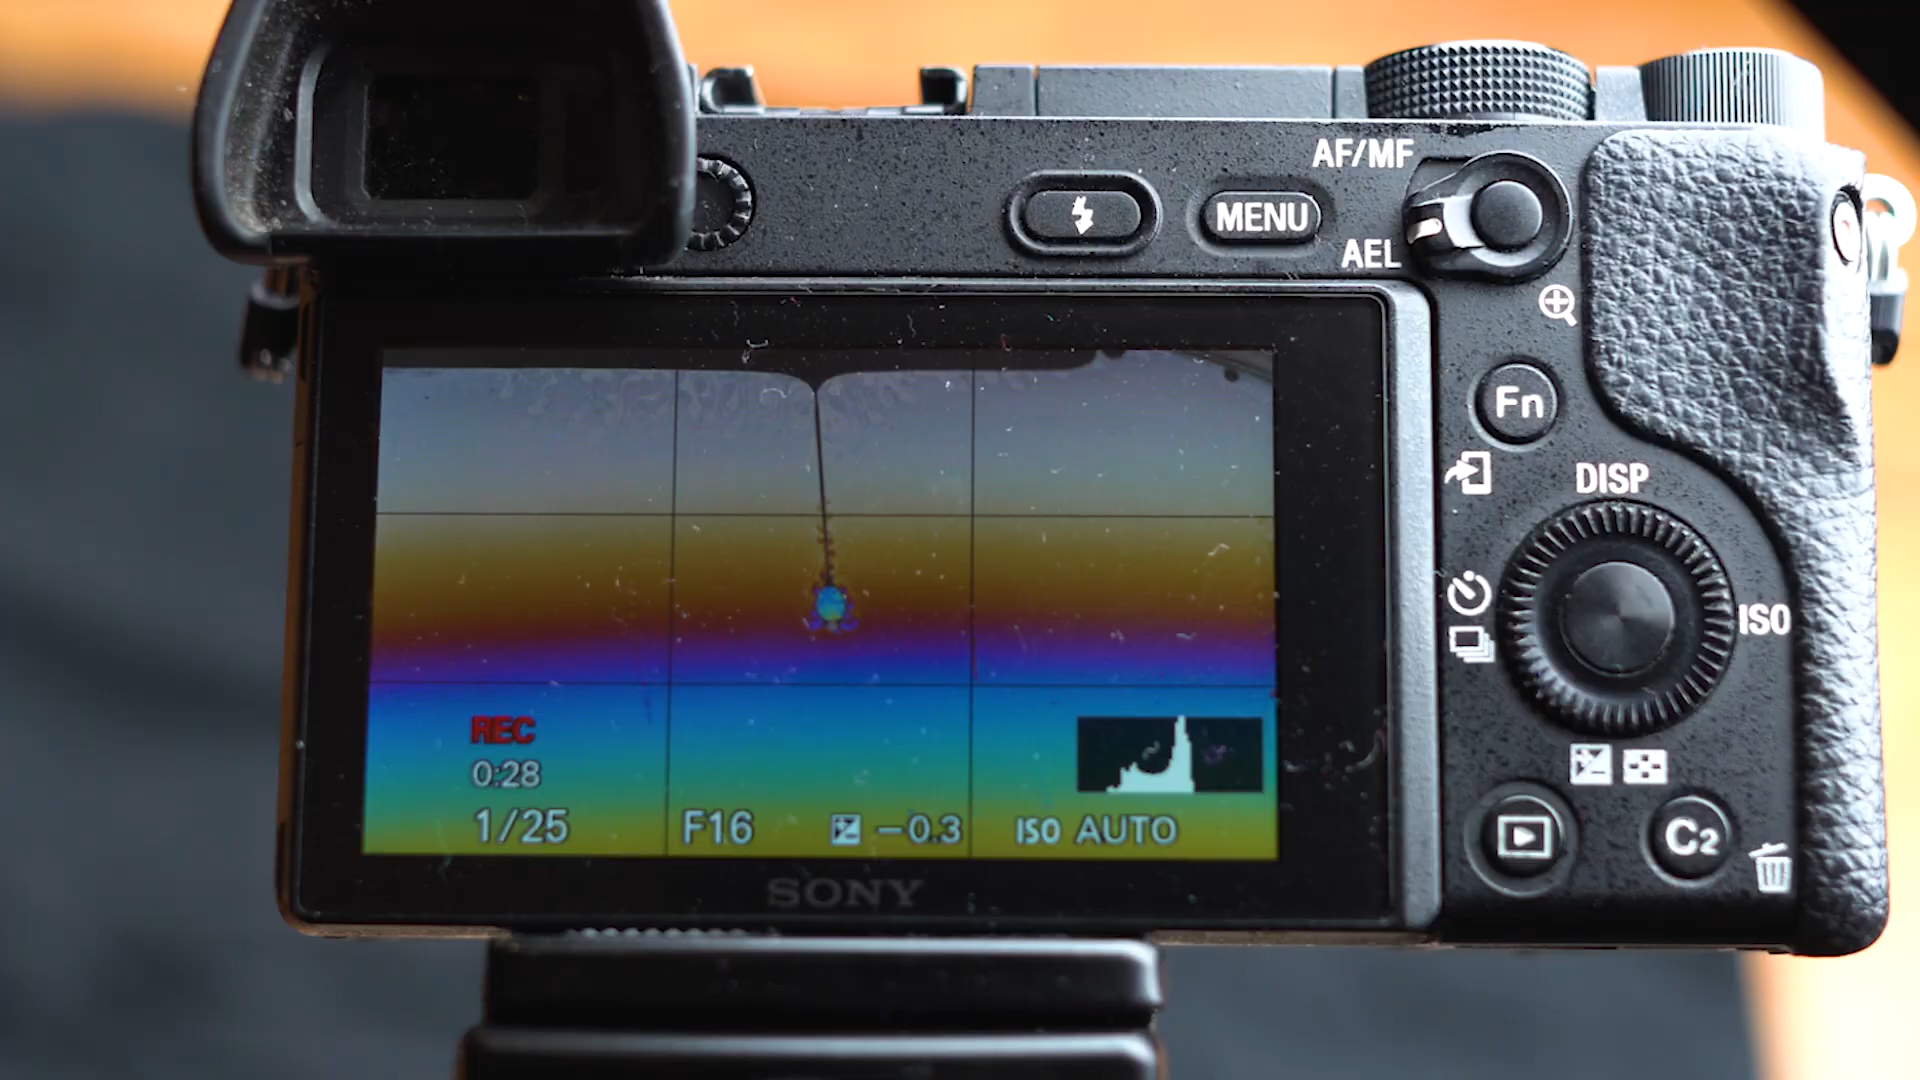 AF/MF
MENU
AEL
Fn
DISP
ISO
REC
0:28
1/25 F16 −0.3 ISO AUTO
C2
SONY